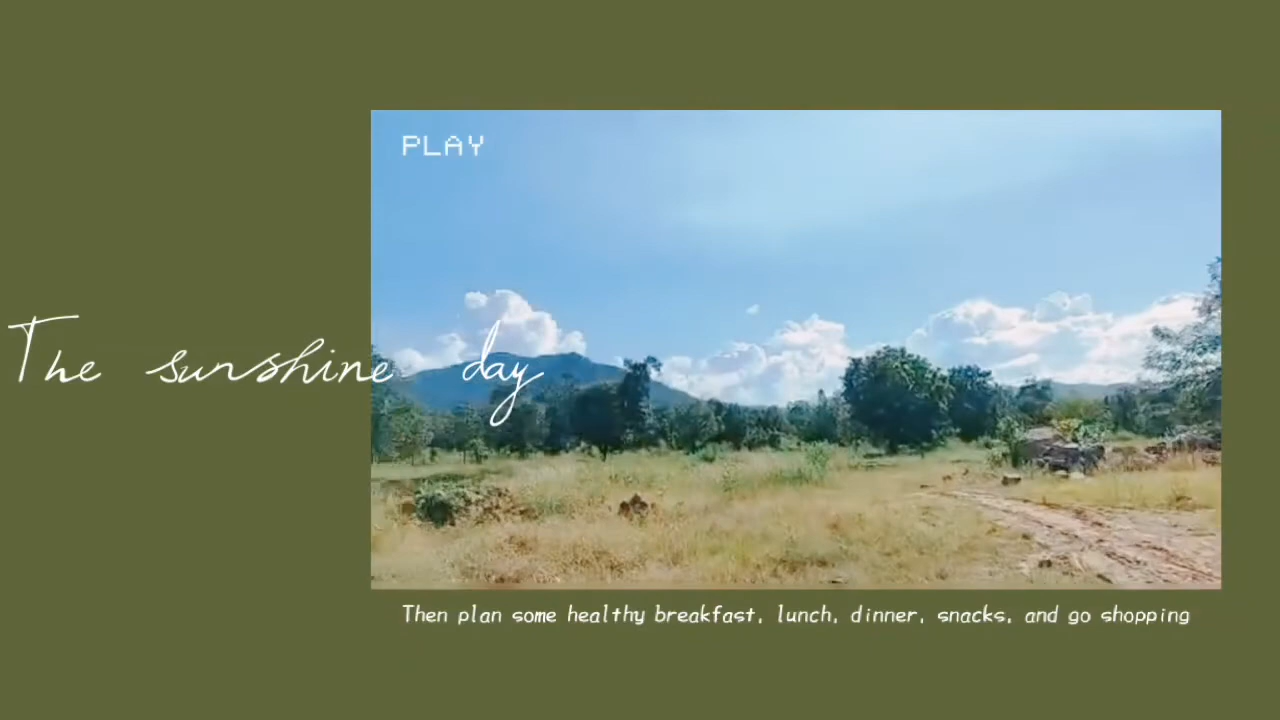 PLAY
The sunshine day
Then plan some healthy breakfast, lunch, dinner, snacks, and go shopping